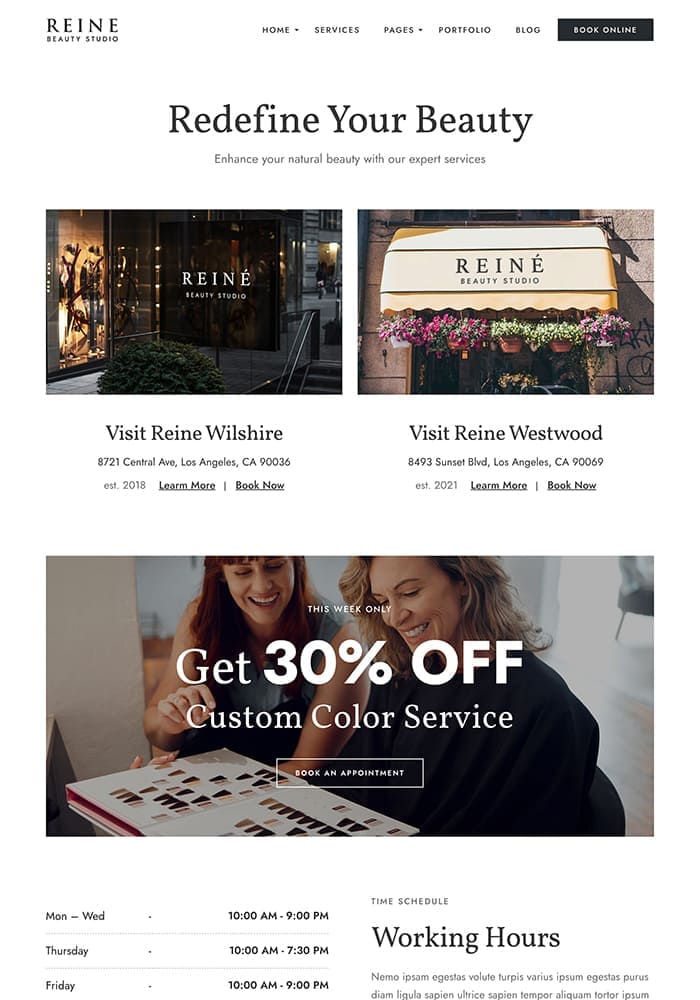 REINE
BEAUTY STUDIO
HOME
SERVICES
PAGES
PORTFOLIO
BLOG
BOOK ONLINE
Redefine Your Beauty
Enhance your natural beauty with our expert services
REINÉ
BEAUTY STUDIO
REINÉ
BEAUTY STUDIO
Visit Reine Wilshire
8721 Central Ave, Los Angeles, CA 90036
est. 2018 Learn More | Book Now
Visit Reine Westwood
8493 Sunset Blvd, Los Angeles, CA 90069
est. 2021 Learn More | Book Now
THIS WEEK ONLY
Get 30% OFF
Custom Color Service
BOOK AN APPOINTMENT
Mon – Wed - 10:00 AM - 9:00 PM
Thursday - 10:00 AM - 7:30 PM
Friday - 10:00 AM - 9:00 PM
TIME SCHEDULE
Working Hours
Nemo ipsam egestas volute turpis varius ipsum egestas purus
diam ligula sapien ultrice sapien tempor aliquam tortor ipsum